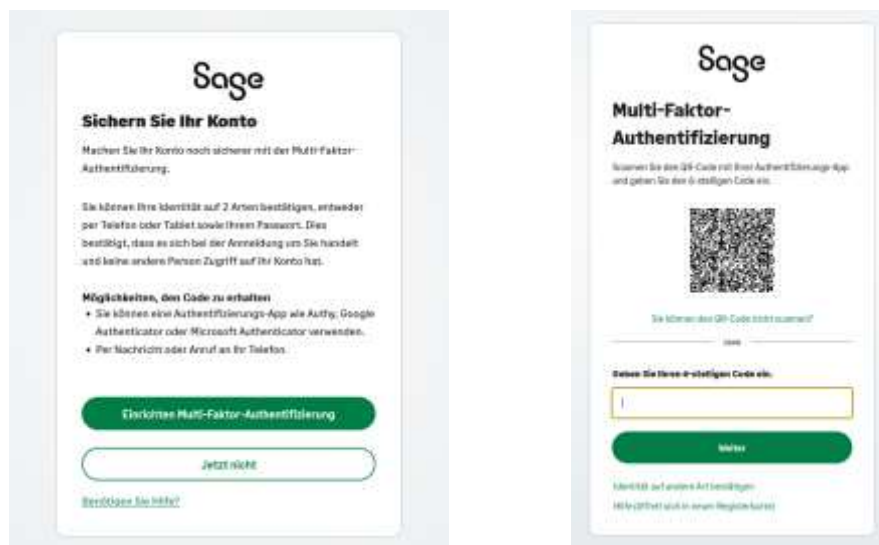 Sage
Sichern Sie Ihr Konto
Machen Sie Ihr Konto noch sicherer mit der Multi-Faktor-
Authentifizierung.
Sie können Ihre Identität auf 2 Arten bestätigen, entweder
per Telefon oder Tablet sowie Ihrem Passwort. Dies
bestätigt, dass es sich bei der Anmeldung um Sie handelt
und keine andere Person Zugriff auf Ihr Konto hat.
Möglichkeiten, den Code zu erhalten
• Sie können eine Authentifizierungs-App wie Authy, Google
Authenticator oder Microsoft Authenticator verwenden.
• Per Nachricht oder Anruf an Ihr Telefon.
Einrichten Multi-Faktor-Authentifizierung
Jetzt nicht
Benötigen Sie Hilfe?
Sage
Multi-Faktor-
Authentifizierung
Scannen Sie den QR-Code mit Ihrer Authentifizierungs-App
und geben Sie den 6-stelligen Code ein.
Sie können den QR-Code nicht scannen?
Geben Sie Ihren 6-stelligen Code ein.
Weiter
Identität auf andere Art bestätigen
Hilfe (öffnet sich in neuer Registerkarte)